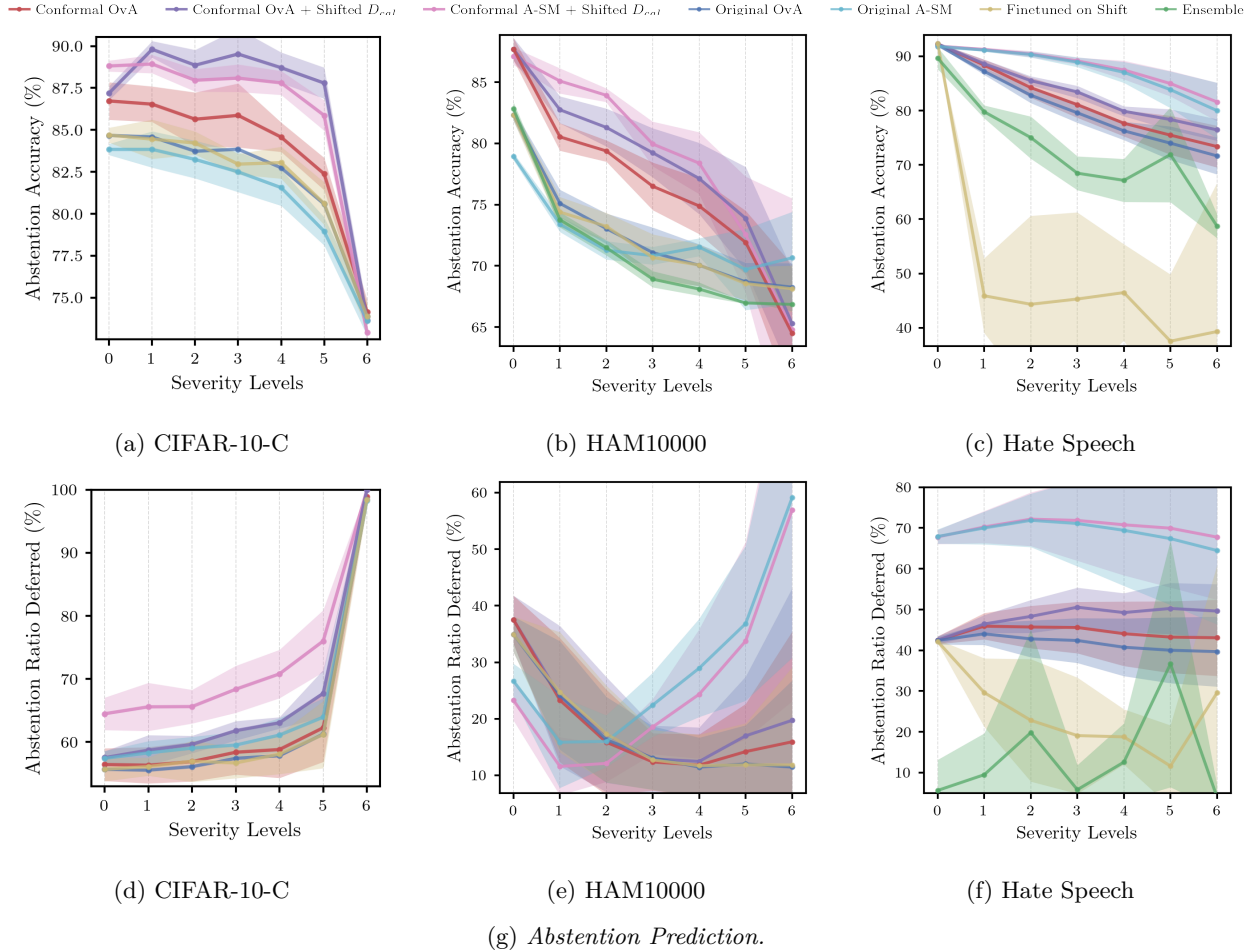 Conformal OvA Conformal OvA + Shifted D_cal Conformal A-SM + Shifted D_cal Original OvA Original A-SM Finetuned on Shift Ensemble
Abstention Accuracy (%)
90.0
87.5
85.0
82.5
80.0
77.5
75.0
0 1 2 3 4 5 6
Severity Levels
(a) CIFAR-10-C
Abstention Accuracy (%)
85
80
75
70
65
0 1 2 3 4 5 6
Severity Levels
(b) HAM10000
Abstention Accuracy (%)
90
80
70
60
50
40
0 1 2 3 4 5 6
Severity Levels
(c) Hate Speech
Abstention Ratio Deferred (%)
100
90
80
70
60
0 1 2 3 4 5 6
Severity Levels
(d) CIFAR-10-C
Abstention Ratio Deferred (%)
60
50
40
30
20
10
0 1 2 3 4 5 6
Severity Levels
(e) HAM10000
Abstention Ratio Deferred (%)
80
70
60
50
40
30
20
10
0 1 2 3 4 5 6
Severity Levels
(f) Hate Speech
(g) Abstention Prediction.